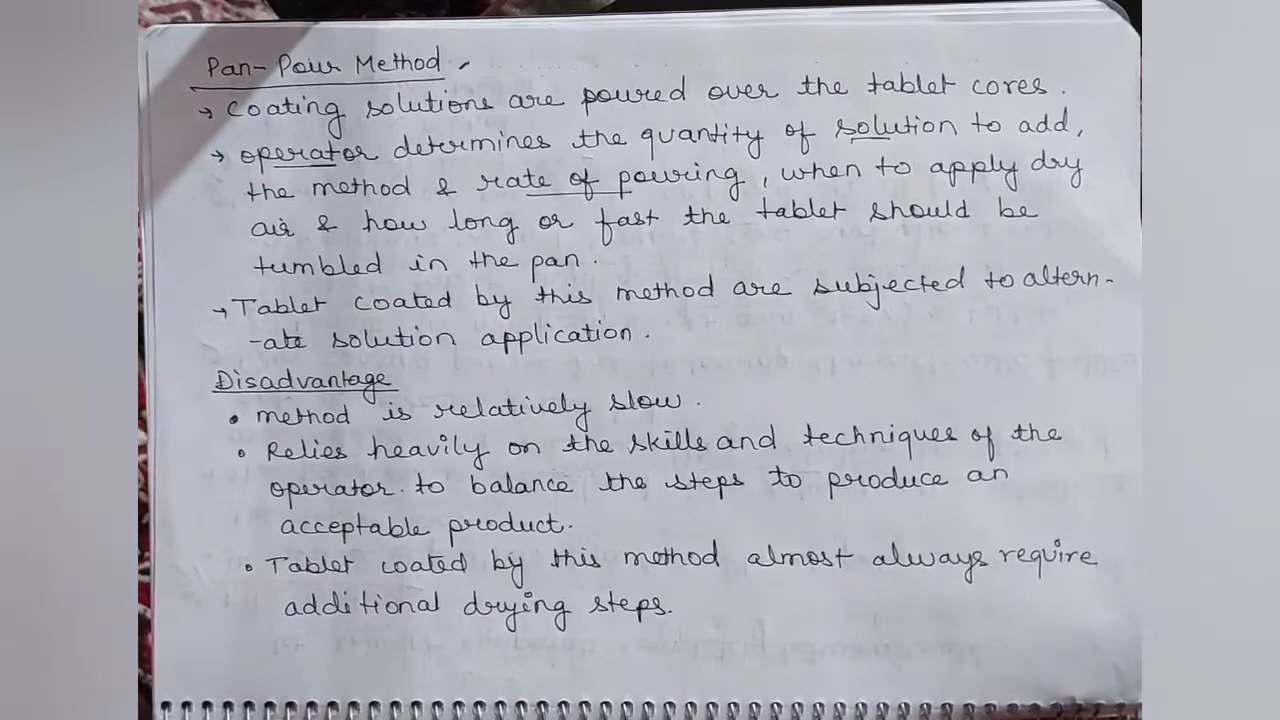 Pan-Pour Method.
→ Coating solutions are poured over the tablet cores.
→ operator determines the quantity of solution to add,
the method & rate of pouring, when to apply dry
air & how long or fast the tablet should be
tumbled in the pan.
→ Tablet coated by this method are subjected to altern-
-ate solution application.
Disadvantage
• method is relatively slow.
• Relies heavily on the skills and techniques of the
operator. to balance the steps to produce an
acceptable product.
• Tablet coated by this method almost always require
additional drying steps.